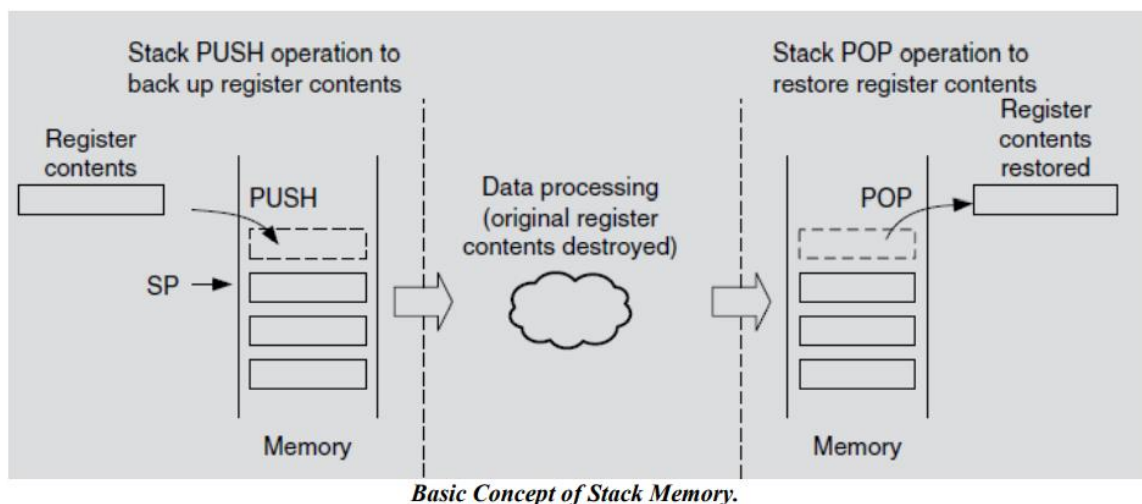 Stack PUSH operation to
back up register contents
Stack POP operation to
restore register contents
Register
contents
Register
contents
restored
PUSH
Data processing
(original register
contents destroyed)
POP
SP
Memory
Memory
Basic Concept of Stack Memory.